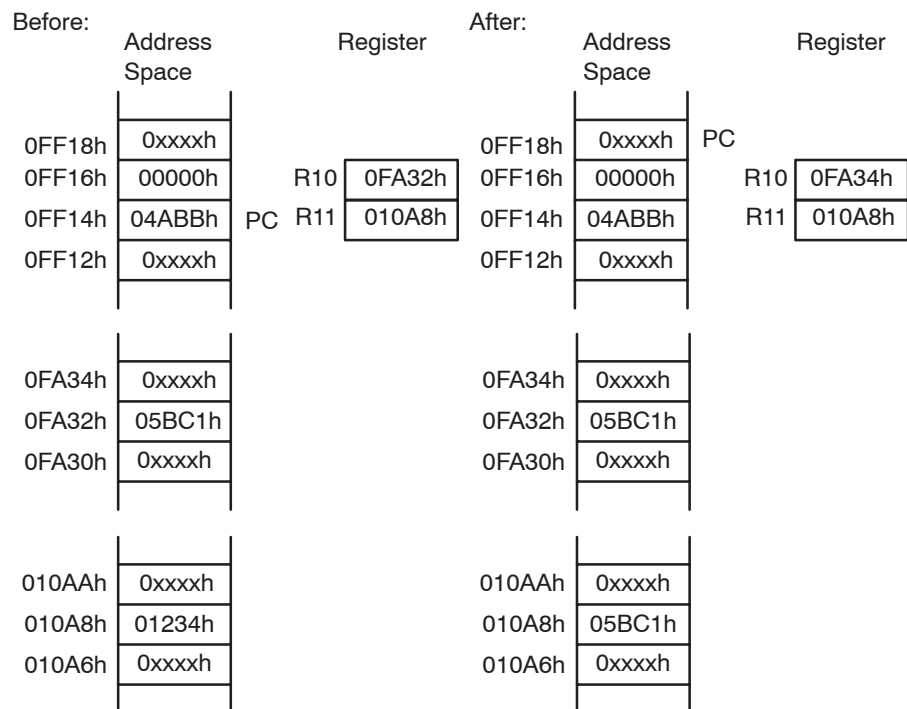 Before:
Address Space
Register
0FF18h 0xxxxh
0FF16h 00000h R10 0FA32h
0FF14h 04ABBh PC R11 010A8h
0FF12h 0xxxxh
0FA34h 0xxxxh
0FA32h 05BC1h
0FA30h 0xxxxh
010AAh 0xxxxh
010A8h 01234h
010A6h 0xxxxh
After:
Address Space
Register
0FF18h 0xxxxh PC
0FF16h 00000h R10 0FA34h
0FF14h 04ABBh R11 010A8h
0FF12h 0xxxxh
0FA34h 0xxxxh
0FA32h 05BC1h
0FA30h 0xxxxh
010AAh 0xxxxh
010A8h 05BC1h
010A6h 0xxxxh